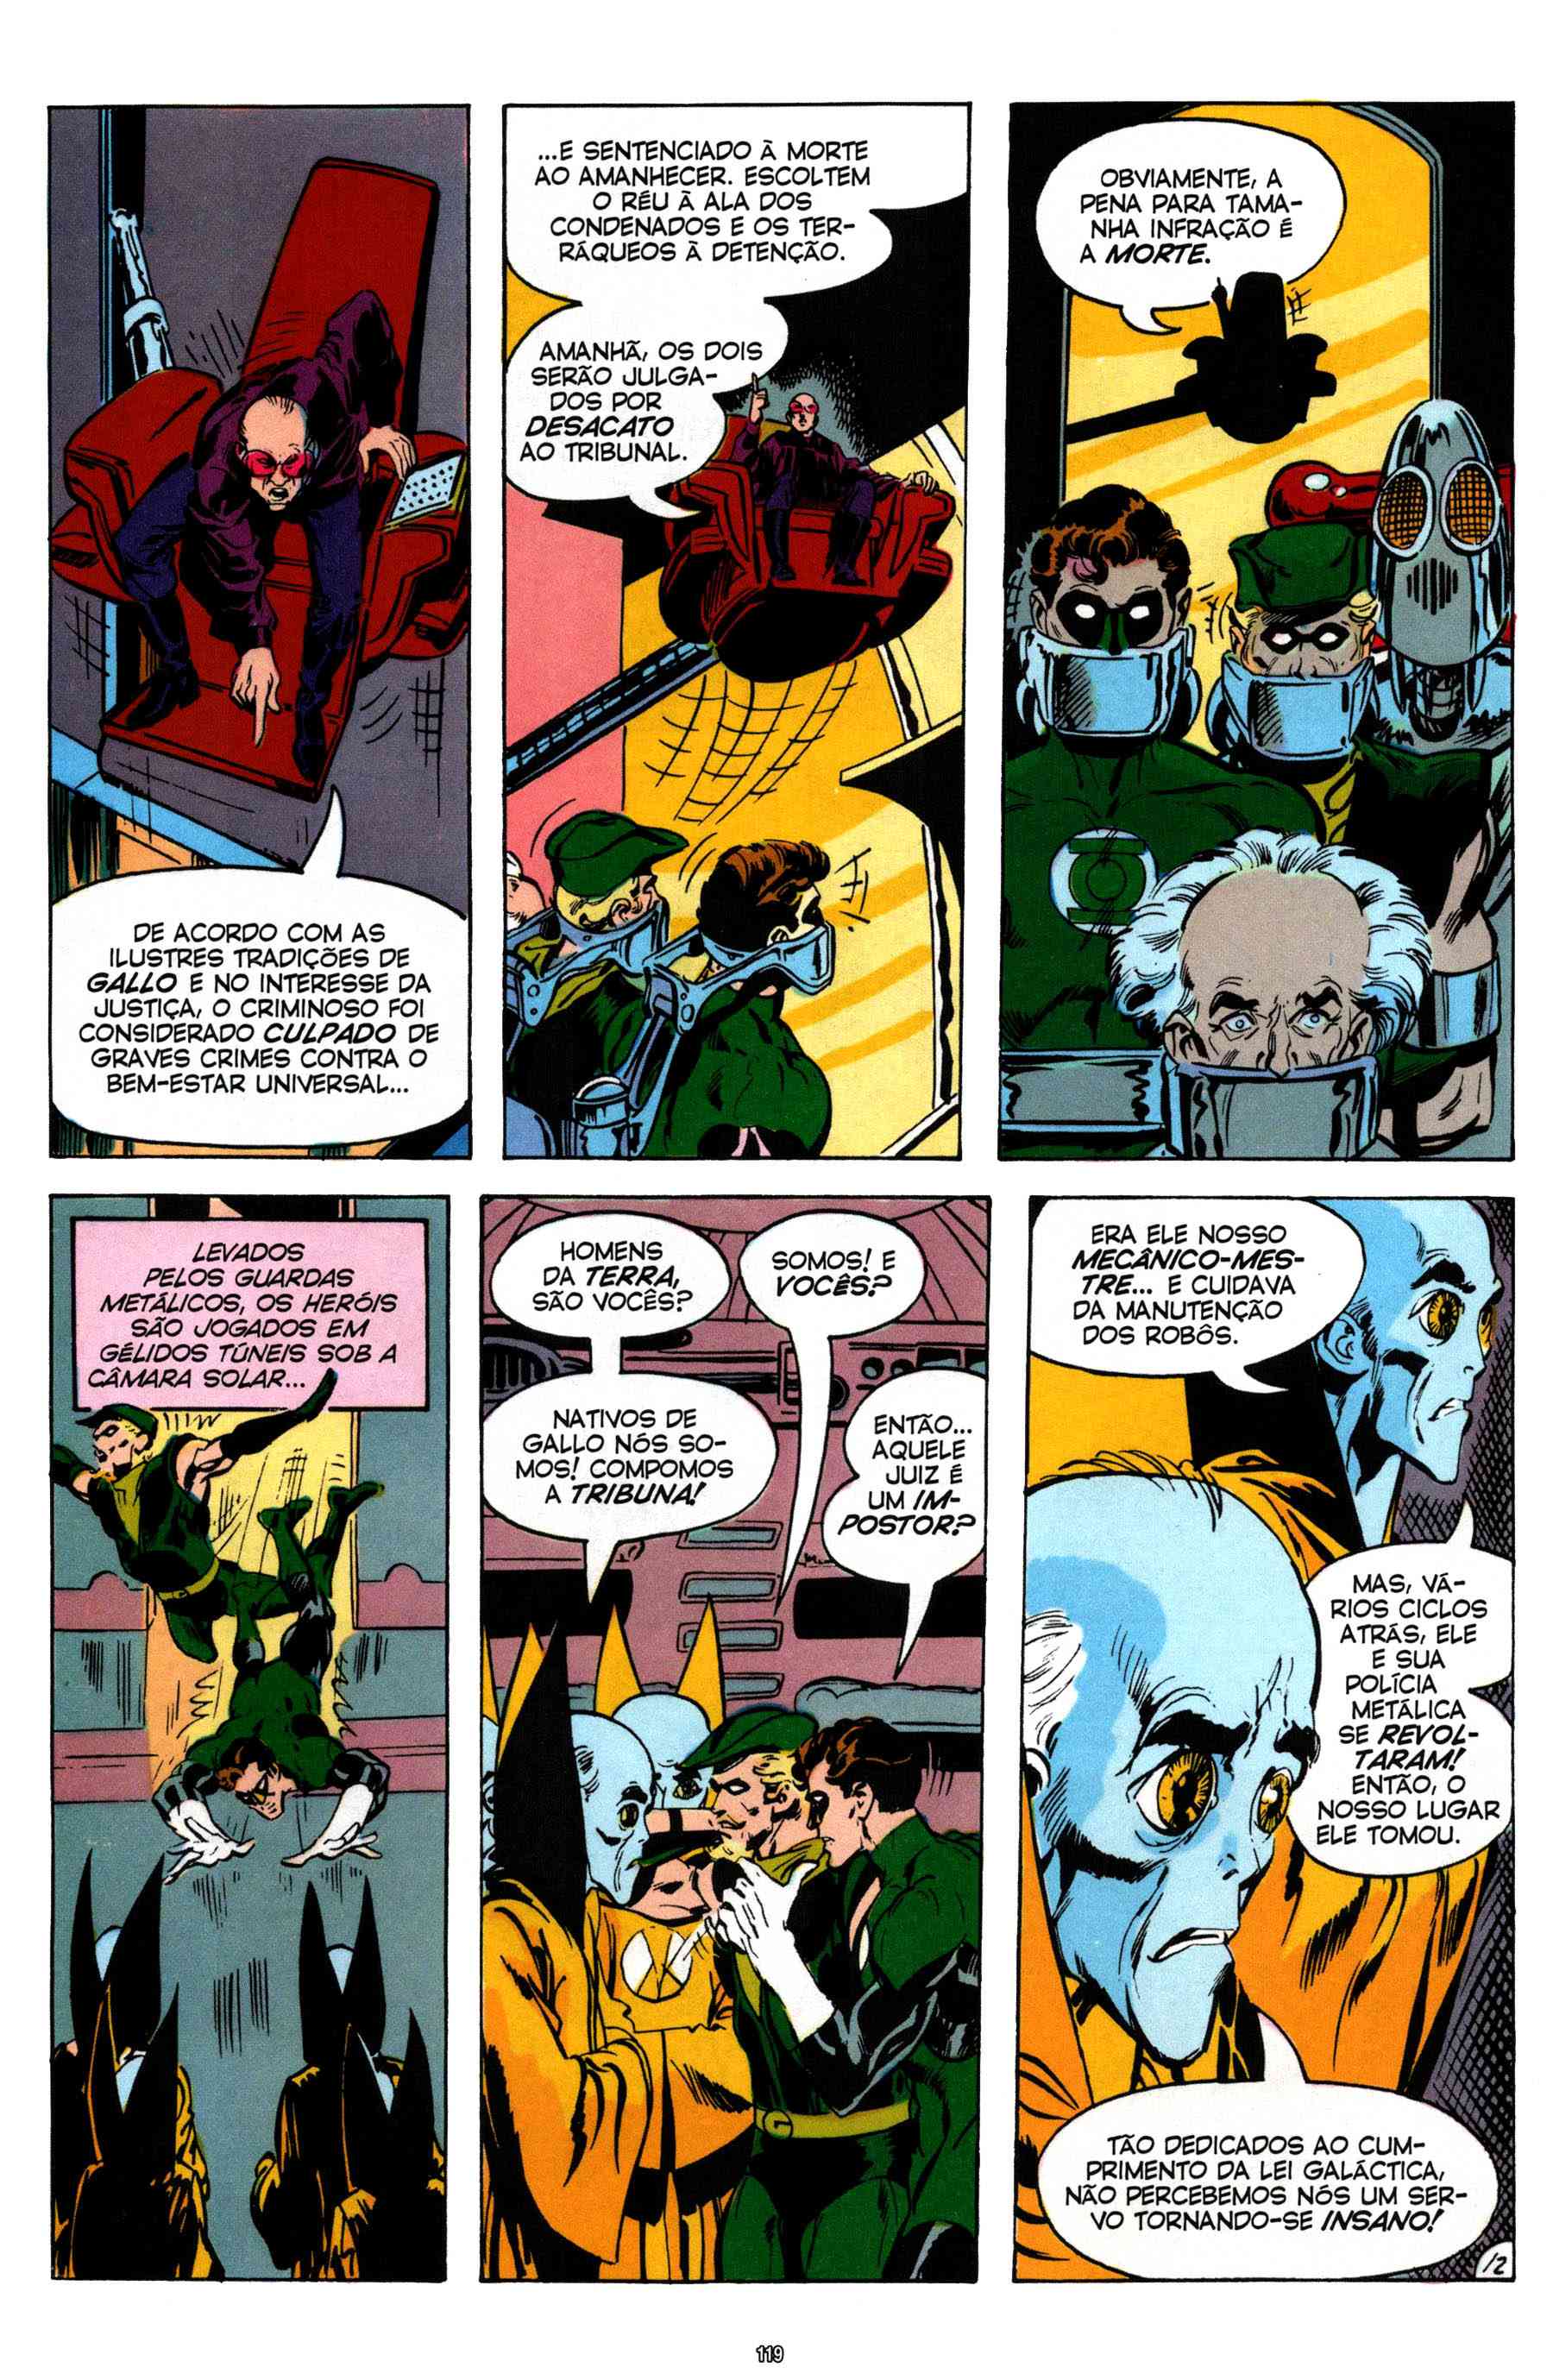 DE ACORDO COM AS
ILUSTRES TRADIÇÕES DE
GALLO E NO INTERESSE DA
JUSTIÇA, O CRIMINOSO FOI
CONSIDERADO CULPADO DE
GRAVES CRIMES CONTRA O
BEM-ESTAR UNIVERSAL...
...E SENTENCIADO À MORTE
AO AMANHECER. ESCOLTEM
O RÉU À ALA DOS
CONDENADOS E OS TER-
RÁQUEOS À DETENÇÃO.
AMANHÃ, OS DOIS
SERÃO JULGA-
DOS POR
DESACATO
AO TRIBUNAL.
OBVIAMENTE, A
PENA PARA TAMA-
NHA INFRAÇÃO É
A MORTE.
LEVADOS
PELOS GUARDAS
METÁLICOS, OS HERÓIS
SÃO JOGADOS EM
GÉLIDOS TÚNEIS SOB A
CÂMARA SOLAR...
HOMENS
DA TERRA,
SÃO VOCÊS?
SOMOS! E
VOCÊS?
NATIVOS DE
GALLO NÓS SO-
MOS! COMPOMOS
A TRIBUNA!
ENTÃO...
AQUELE
JUIZ É
UM IM-
POSTOR?
G
ERA ELE NOSSO
MECÂNICO-MES-
TRE... E CUIDAVA
DA MANUTENÇÃO
DOS ROBÔS.
MAS, VÁ-
RIOS CICLOS
ATRÁS, ELE
E SUA
POLÍCIA
METÁLICA
SE REVOL-
TARAM!
ENTÃO, O
NOSSO LUGAR
ELE TOMOU.
TÃO DEDICADOS AO CUM-
PRIMENTO DA LEI GALÁCTICA,
NÃO PERCEBEMOS NÓS UM SER-
VO TORNANDO-SE INSANO!
12
119